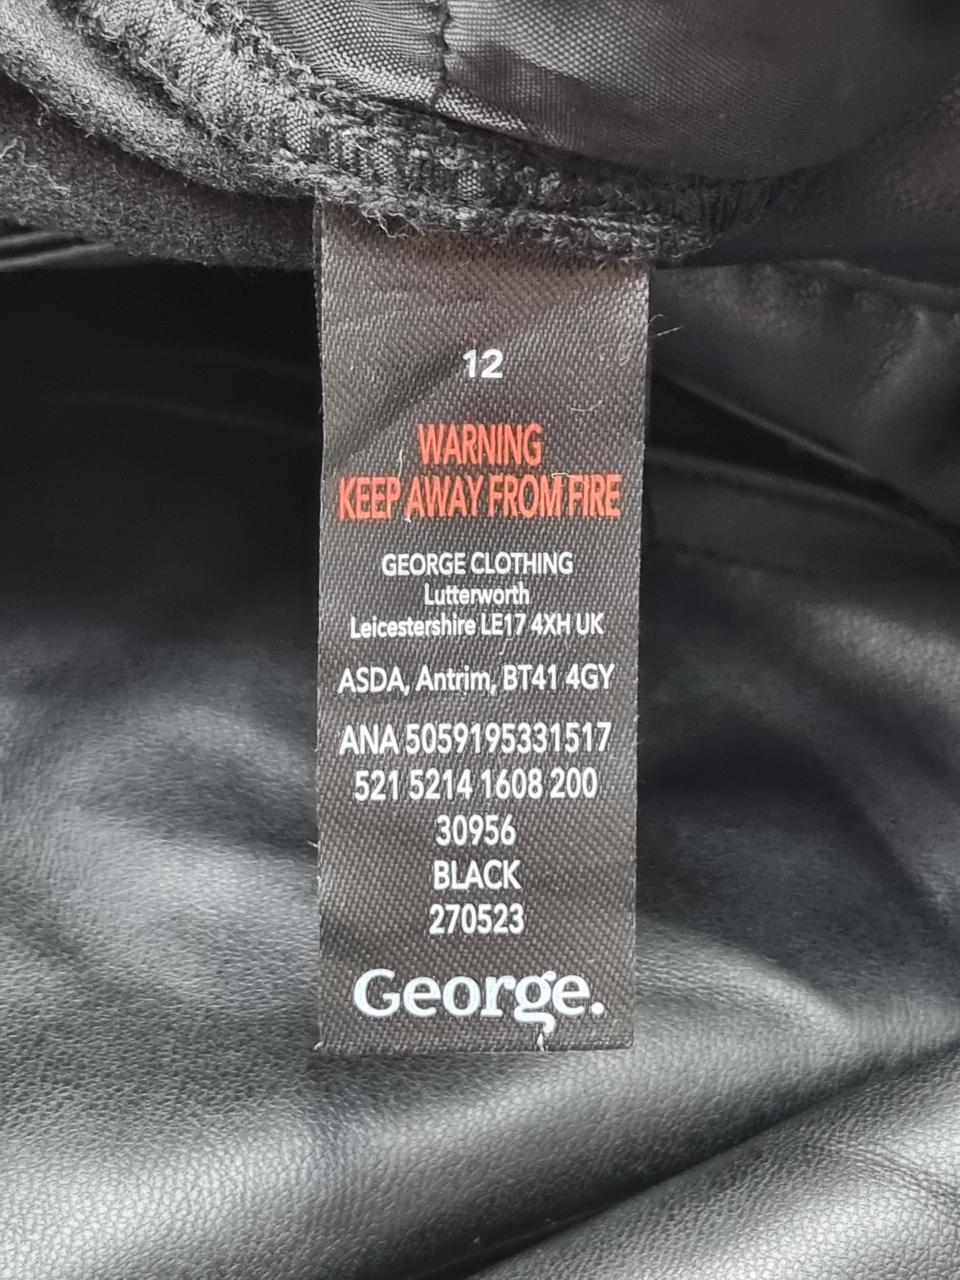 12
WARNING
KEEP AWAY FROM FIRE
GEORGE CLOTHING
Lutterworth
Leicestershire LE17 4XH UK
ASDA, Antrim, BT41 4GY
ANA 5059195331517
521 5214 1608 200
30956
BLACK
270523
George.